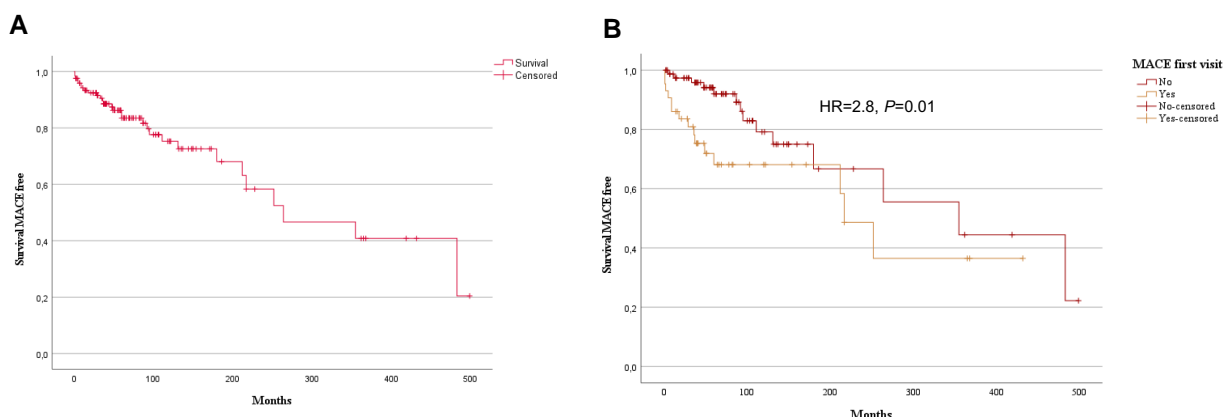 A
Survival
Censored
1,0
0,8
0,6
0,4
0,2
0,0
Survival MACE free
0
100
200
300
400
500
Months
B
MACE first visit
No
Yes
No-censored
Yes-censored
HR=2.8, P=0.01
1,0
0,8
0,6
0,4
0,2
0,0
Survival MACE free
0
100
200
300
400
500
Months